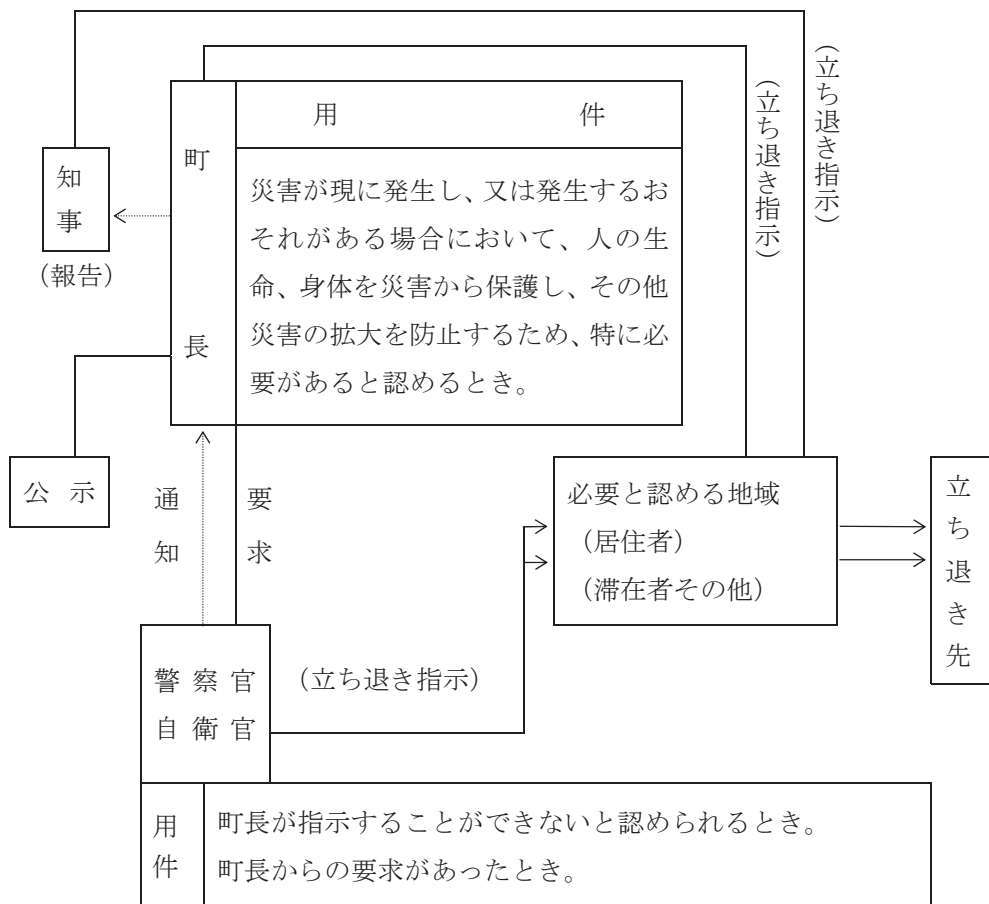 （立ち退き指示）
（立ち退き指示）
町長
用件
災害が現に発生し、又は発生するお
それがある場合において、人の生
命、身体を災害から保護し、その他
災害の拡大を防止するため、特に必
要があると認めるとき。
知事
（報告）
公示
通知
要求
必要と認める地域
（居住者）
（滞在者その他）
立ち退き先
警察官
自衛官
（立ち退き指示）
用件
町長が指示することができないと認められるとき。
町長からの要求があったとき。